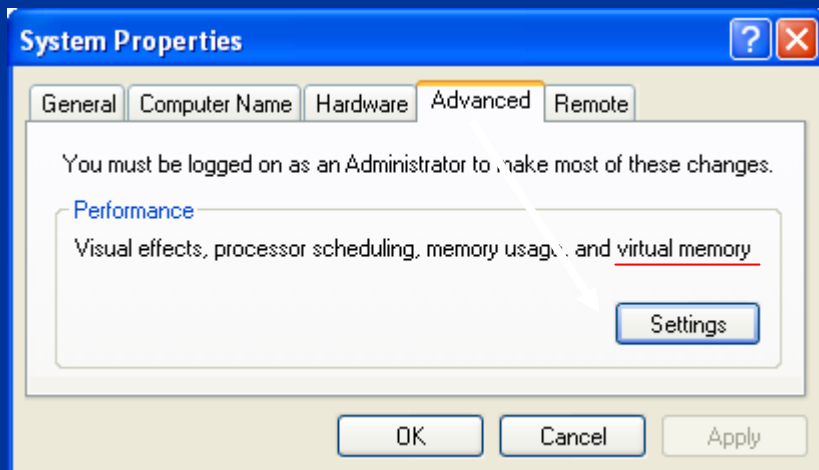 System Properties
General Computer Name Hardware Advanced Remote
You must be logged on as an Administrator to make most of these changes.
Performance
Visual effects, processor scheduling, memory usage, and virtual memory
Settings
OK Cancel Apply